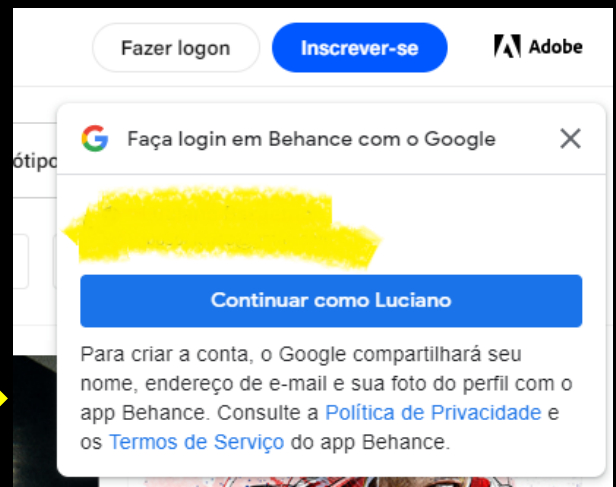 Fazer logon
Inscrever-se
Adobe
Faça login em Behance com o Google
ótipo
Continuar como Luciano
Para criar a conta, o Google compartilhará seu
nome, endereço de e-mail e sua foto do perfil com o
app Behance. Consulte a Política de Privacidade e
os Termos de Serviço do app Behance.